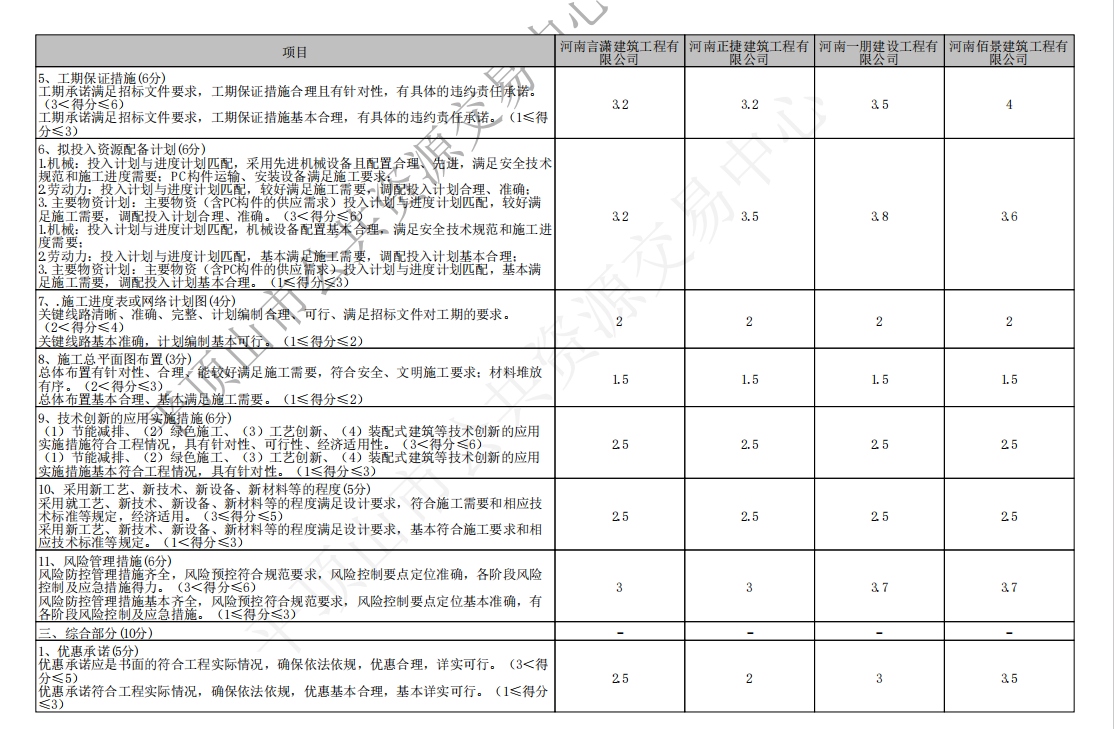 项目
河南言潇建筑工程有
限公司
河南正捷建筑工程有
限公司
河南一朋建设工程有
限公司
河南佰景建筑工程有
限公司
5、工期保证措施(6分)
工期承诺满足招标文件要求，工期保证措施合理且有针对性，有具体的违约责任承诺。
（3＜得分≤6）
工期承诺满足招标文件要求，工期保证措施基本合理，有具体的违约责任承诺。（1≤得
分≤3）
3.2
3.2
3.5
4
6、拟投入资源配备计划(6分)
1.机械：投入计划与进度计划匹配，采用先进机械设备且配置合理、先进，满足安全技术
规范和施工进度需要；PC构件运输、安装设备满足施工要求；
2.劳动力：投入计划与进度计划匹配，较好满足施工需要，调配投入计划合理、准确；
3.主要物资计划：主要物资（含PC构件的供应需求）投入计划与进度计划匹配，较好满
足施工需要，调配投入计划合理、准确。（3＜得分≤6）
1.机械：投入计划与进度计划匹配，机械设备配置基本合理，满足安全技术规范和施工进
度需要；
2.劳动力：投入计划与进度计划匹配，基本满足施工需要，调配投入计划基本合理；
3.主要物资计划：主要物资（含PC构件的供应需求）投入计划与进度计划匹配，基本满
足施工需要，调配投入计划基本合理。（1≤得分≤3）
3.2
3.5
3.8
3.6
7、.施工进度表或网络计划图(4分)
关键线路清晰、准确、完整、计划编制合理、可行、满足招标文件对工期的要求。
（2＜得分≤4）
关键线路基本准确，计划编制基本可行。（1≤得分≤2）
2
2
2
2
8、施工总平面图布置(3分)
总体布置有针对性、合理、能较好满足施工需要，符合安全、文明施工要求；材料堆放
有序。（2＜得分≤3）
总体布置基本合理、基本满足施工需要。（1≤得分≤2）
1.5
1.5
1.5
1.5
9、技术创新的应用实施措施(6分)
（1）节能减排、（2）绿色施工、（3）工艺创新、（4）装配式建筑等技术创新的应用
实施措施符合工程情况，具有针对性、可行性、经济适用性。（3＜得分≤6）
（1）节能减排、（2）绿色施工、（3）工艺创新、（4）装配式建筑等技术创新的应用
实施措施基本符合工程情况，具有针对性。（1≤得分≤3）
2.5
2.5
2.5
2.5
10、采用新工艺、新技术、新设备、新材料等的程度(5分)
采用就工艺、新技术、新设备、新材料等的程度满足设计要求，符合施工需要和相应技
术标准等规定，经济适用。（3≤得分≤5）
采用新工艺、新技术、新设备、新材料等的程度满足设计要求，基本符合施工要求和相
应技术标准等规定。（1＜得分≤3）
2.5
2.5
2.5
2.5
11、风险管理措施(6分)
风险防控管理措施齐全，风险预控符合规范要求，风险控制要点定位准确，各阶段风险
控制及应急措施得力。（3＜得分≤6）
风险防控管理措施基本齐全，风险预控符合规范要求，风险控制要点定位基本准确，有
各阶段风险控制及应急措施。（1≤得分≤3）
3
3
3.7
3.7
三、综合部分(10分)
-
-
-
-
1、优惠承诺(5分)
优惠承诺应是书面的符合工程实际情况，确保依法依规，优惠合理，详实可行。（3＜得
分≤5）
优惠承诺符合工程实际情况，确保依法依规，优惠基本合理，基本详实可行。（1≤得分
≤3）
2.5
2
3
3.5
平顶山市公共资源交易中心
平顶山市公共资源交易中心